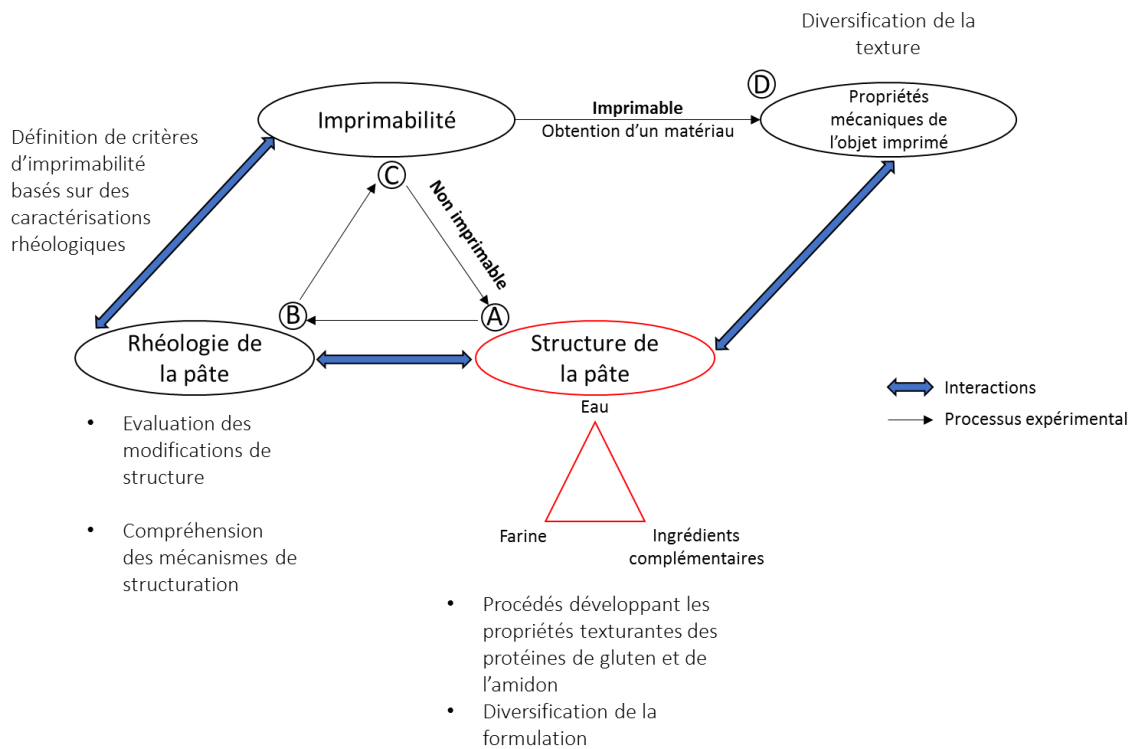 Diversification de la
texture
D
Imprimabilité
Imprimable
Obtention d’un matériau
Propriétés
mécaniques de
l’objet imprimé
Définition de critères
d’imprimabilité
basés sur des
caractérisations
rhéologiques
C
Non imprimable
B
A
Rhéologie de
la pâte
Structure de
la pâte
Interactions
Processus expérimental
• Evaluation des
modifications de
structure
• Compréhension
des mécanismes de
structuration
Eau
Farine
Ingrédients
complémentaires
• Procédés développant les
propriétés texturantes des
protéines de gluten et de
l’amidon
• Diversification de la
formulation